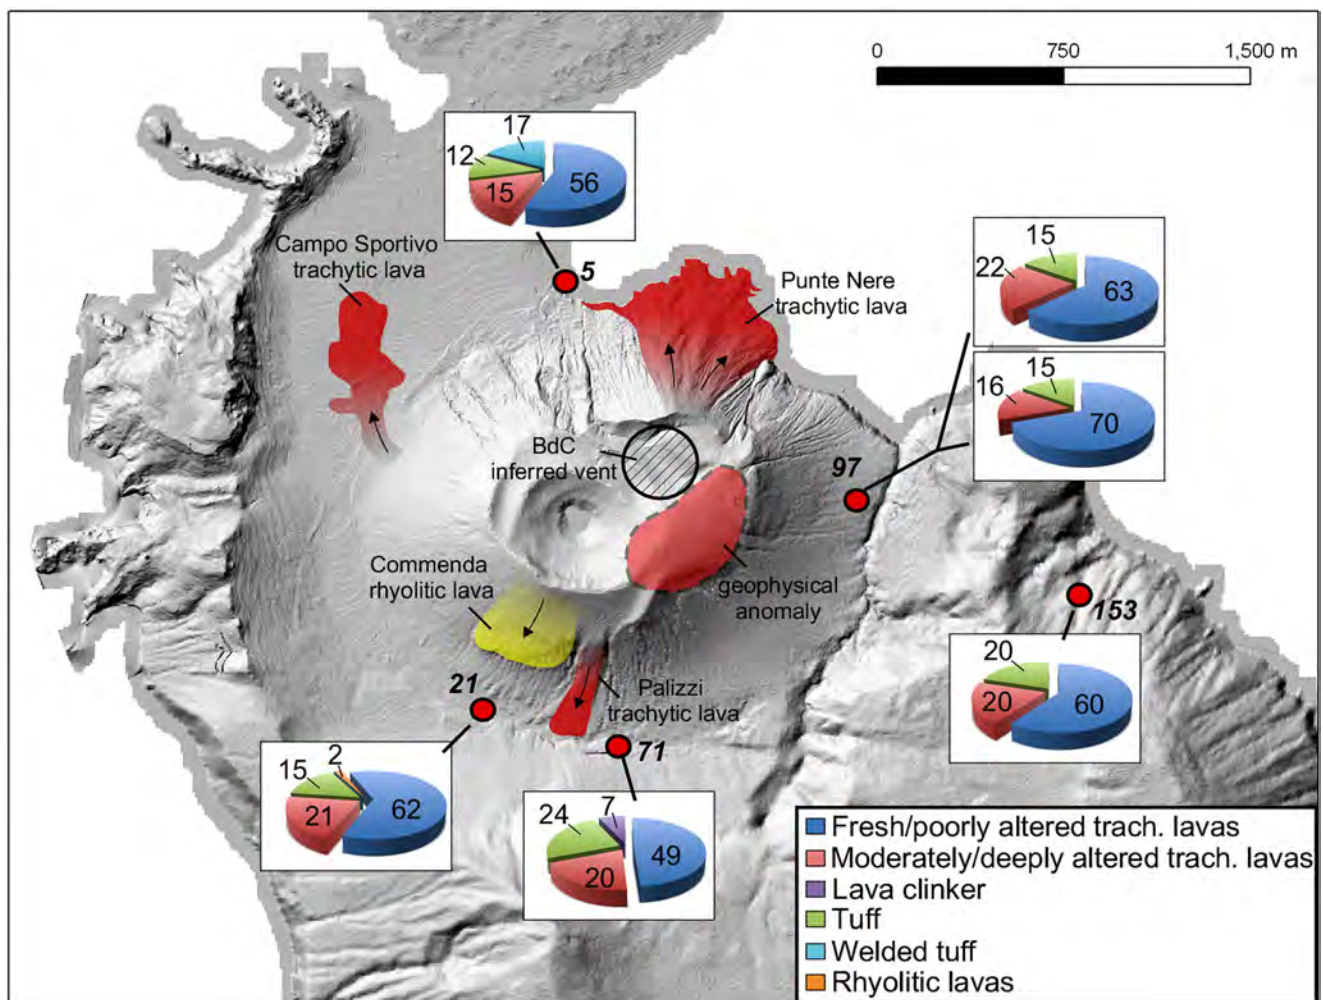 0 750 1,500 m
17
12
15 56
5
Campo Sportivo
trachytic lava
Punte Nere
trachytic lava
15
22
63
15
16
70
BdC
inferred vent
97
Commenda
rhyolitic lava
geophysical
anomaly
153
20
20 60
21
Palizzi
trachytic lava
71
2
15
21 62
7
24
49
20
Fresh/poorly altered trach. lavas
Moderately/deeply altered trach. lavas
Lava clinker
Tuff
Welded tuff
Rhyolitic lavas